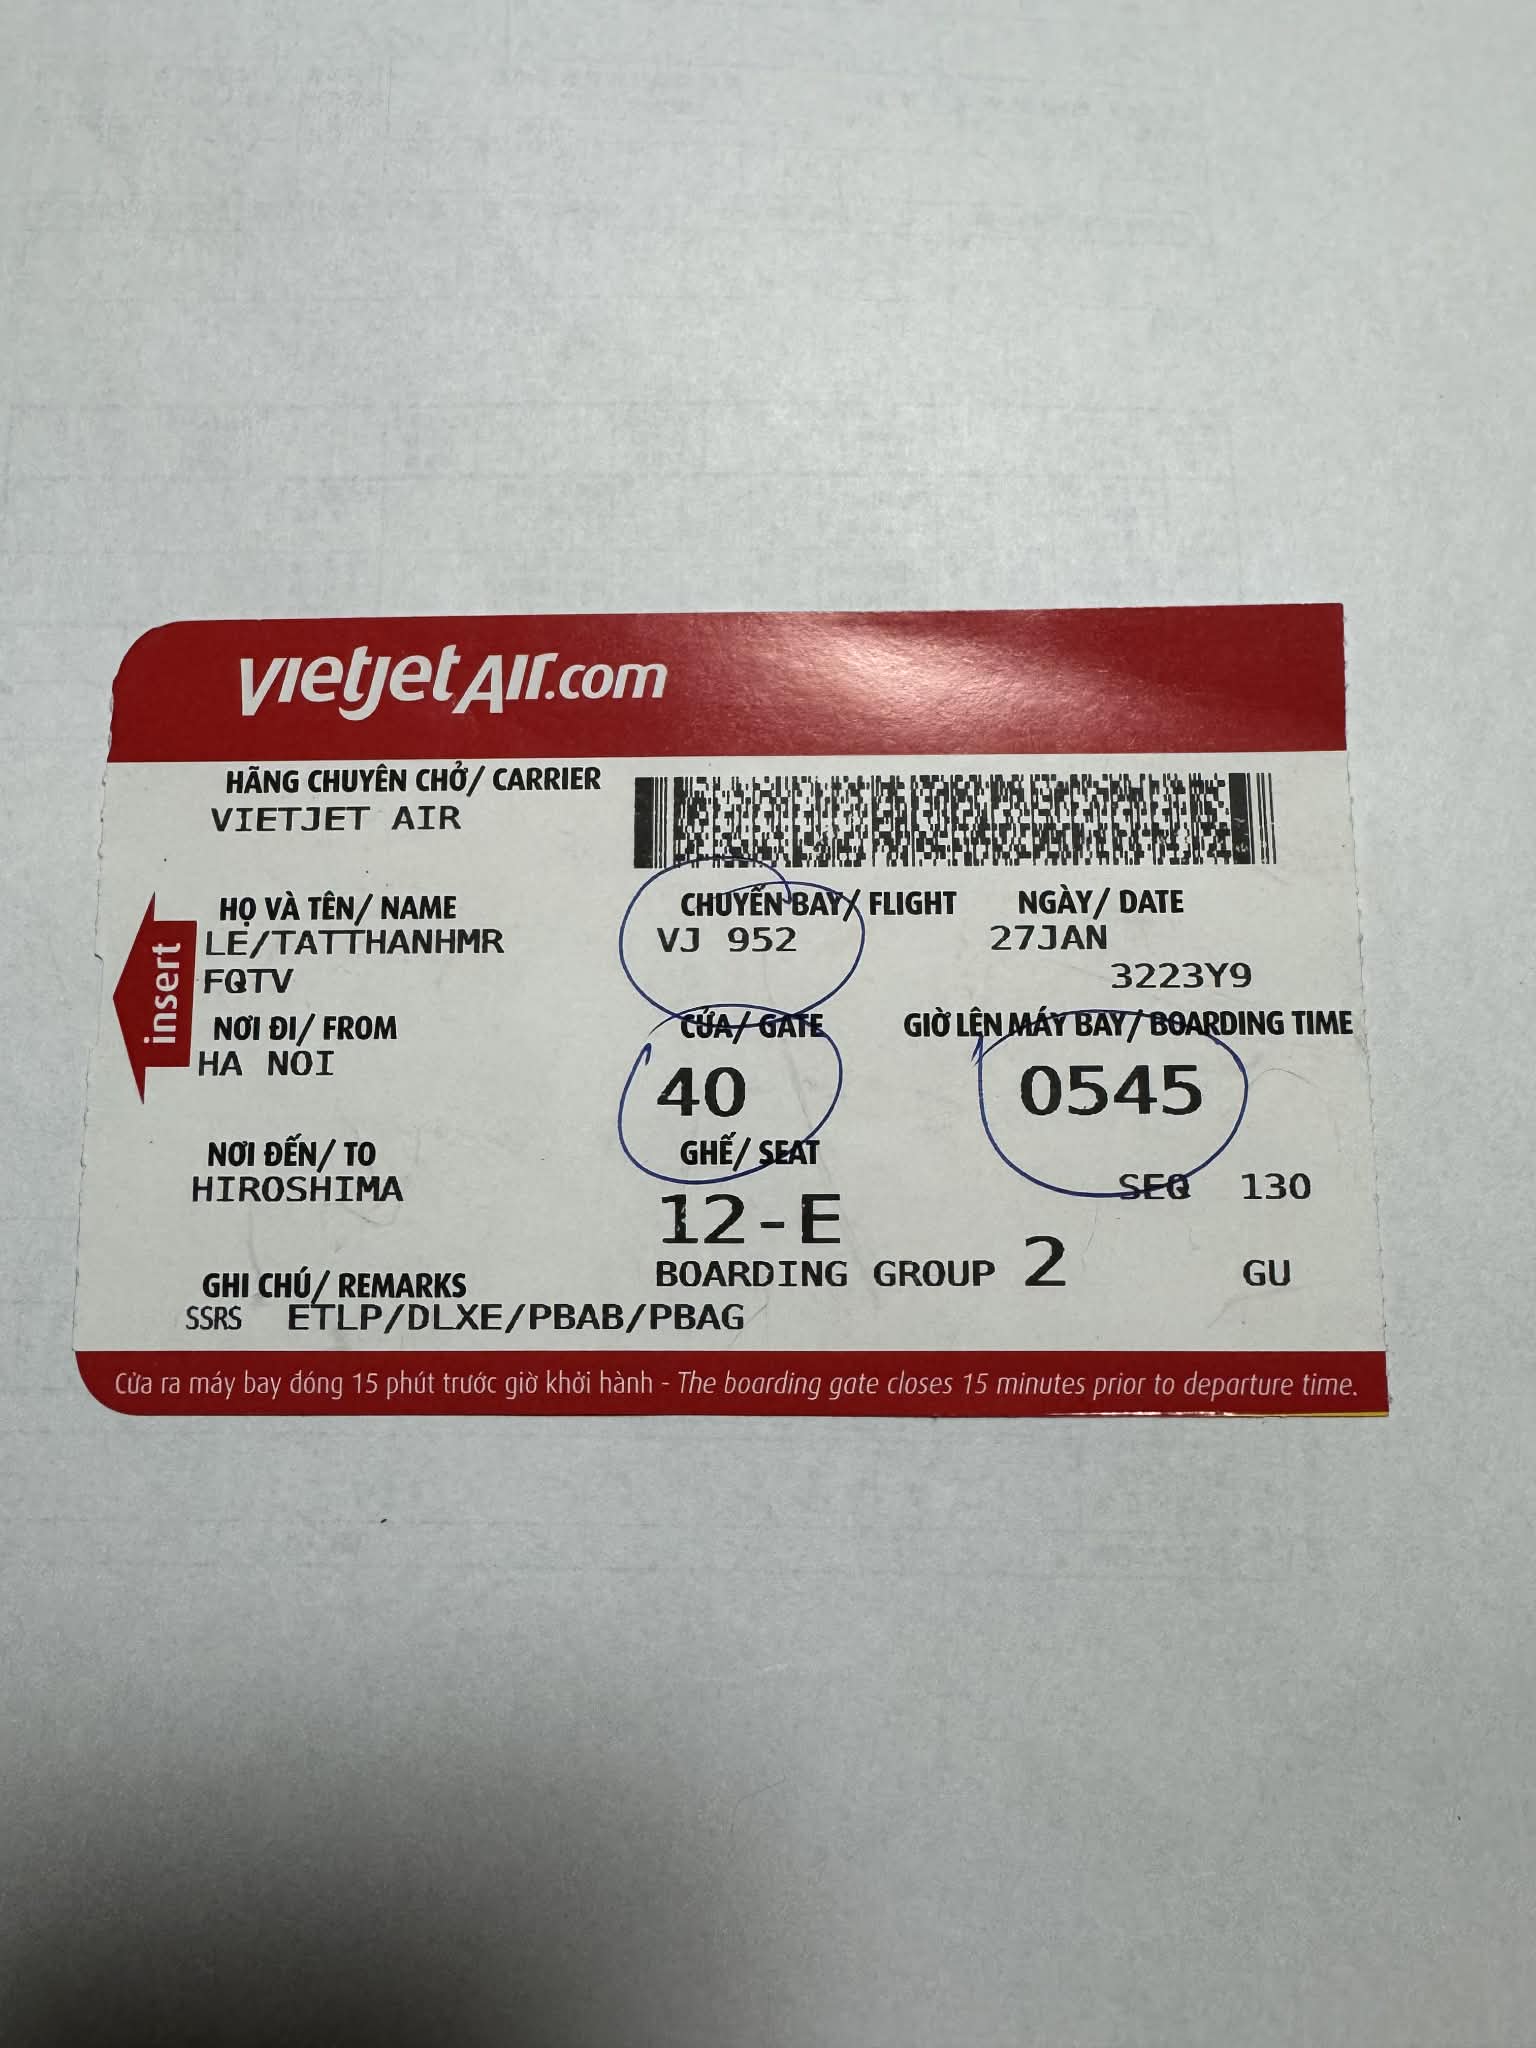 vietjetAir.com
HÃNG CHUYÊN CHỞ/ CARRIER
VIETJET AIR
HỌ VÀ TÊN/ NAME
LE/TATTHANHMR
FQTV
CHUYẾN BAY/ FLIGHT
VJ 952
NGÀY/ DATE
27JAN
3223Y9
insert
NƠI ĐI/ FROM
HA NOI
CỬA/ GATE
40
GIỜ LÊN MÁY BAY/ BOARDING TIME
0545
NƠI ĐẾN/ TO
HIROSHIMA
GHẾ/ SEAT
12-E
SEQ 130
BOARDING GROUP 2 GU
GHI CHÚ/ REMARKS
SSRS ETLP/DLXE/PBAB/PBAG
Cửa ra máy bay đóng 15 phút trước giờ khởi hành - The boarding gate closes 15 minutes prior to departure time.